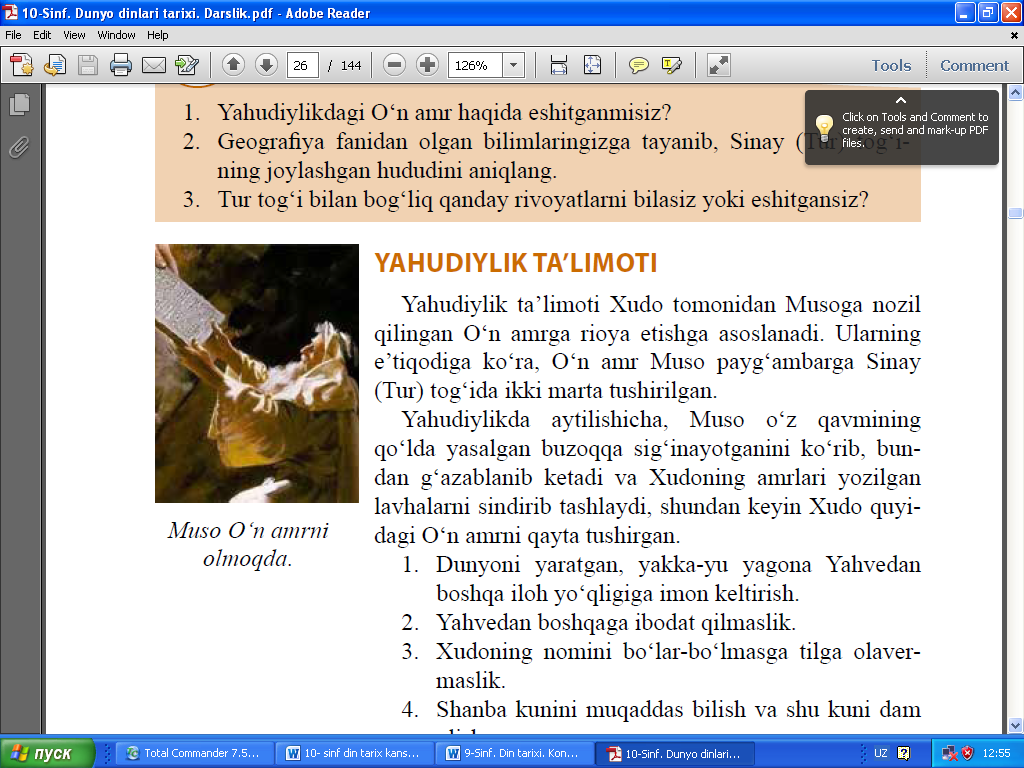 10-Sinf. Dunyo dinlari tarixi. Darslik.pdf - Adobe Reader
File Edit View Window Help
26 / 144 126% Tools Comment
Click on Tools and Comment to
create, send and mark-up PDF
files.
1. Yahudiylikdagi O‘n amr haqida eshitganmisiz?
2. Geografiya fanidan olgan bilimlaringizga tayanib, Sinay (Tur) tog‘i-
ning joylashgan hududini aniqlang.
3. Tur tog‘i bilan bog‘liq qanday rivoyatlarni bilasiz yoki eshitgansiz?
YAHUDIYLIK TA’LIMOTI
Yahudiylik ta’limoti Xudo tomonidan Musoga nozil
qilingan O‘n amrga rioya etishga asoslanadi. Ularning
e’tiqodiga ko‘ra, O‘n amr Muso payg‘ambarga Sinay
(Tur) tog‘ida ikki marta tushirilgan.
Yahudiylikda aytilishicha, Muso o‘z qavmining
qo‘lda yasalgan buzoqqa sig‘inayotganini ko‘rib, bun-
dan g‘azablanib ketadi va Xudoning amrlari yozilgan
lavhalarni sindirib tashlaydi, shundan keyin Xudo quyi-
dagi O‘n amrni qayta tushirgan.
1. Dunyoni yaratgan, yakka-yu yagona Yahvedan
boshqa iloh yo‘qligiga imon keltirish.
2. Yahvedan boshqaga ibodat qilmaslik.
3. Xudoning nomini bo‘lar-bo‘lmasga tilga olaver-
maslik.
4. Shanba kunini muqaddas bilish va shu kuni dam
Muso O‘n amrni
olmoqda.
пуск Total Commander 7.5... 10- sinf din tarix kans... 9-Sinf. Din tarixi. Kon... 10-Sinf. Dunyo dinlari... UZ 12:55